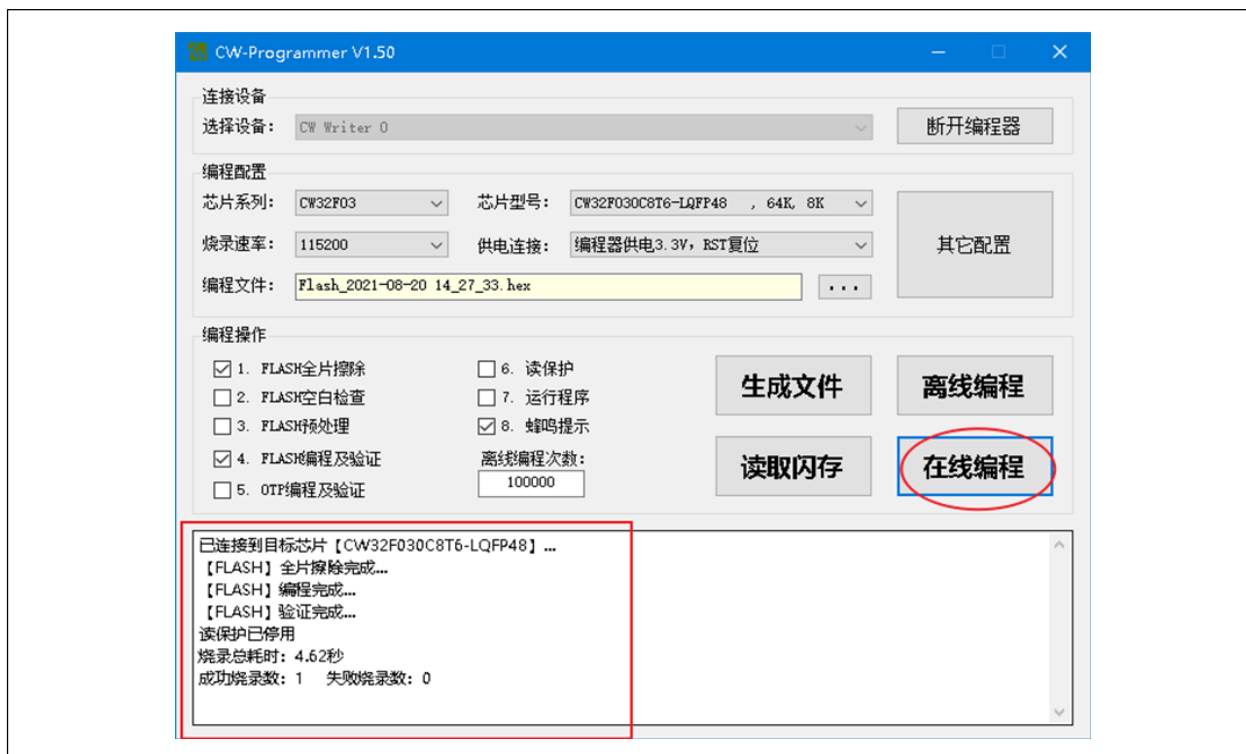 CW-Programmer V1.50
连接设备
选择设备： CW Writer 0 断开编程器
编程配置
芯片系列： CW32F03 芯片型号： CW32F030C8T6-LQFP48 , 64K, 8K
烧录速率： 115200 供电连接： 编程器供电3.3V，RST复位 其它配置
编程文件： Flash_2021-08-20 14_27_33.hex ...
编程操作
1. FLASH全片擦除 6. 读保护 生成文件 离线编程
2. FLASH空白检查 7. 运行程序
3. FLASH预处理 8. 蜂鸣提示
4. FLASH编程及验证 离线编程次数： 读取闪存 在线编程
5. OTP编程及验证 100000
已连接到目标芯片【CW32F030C8T6-LQFP48】...
【FLASH】全片擦除完成...
【FLASH】编程完成...
【FLASH】验证完成...
读保护已停用
烧录总耗时：4.62秒
成功烧录数：1 失败烧录数：0